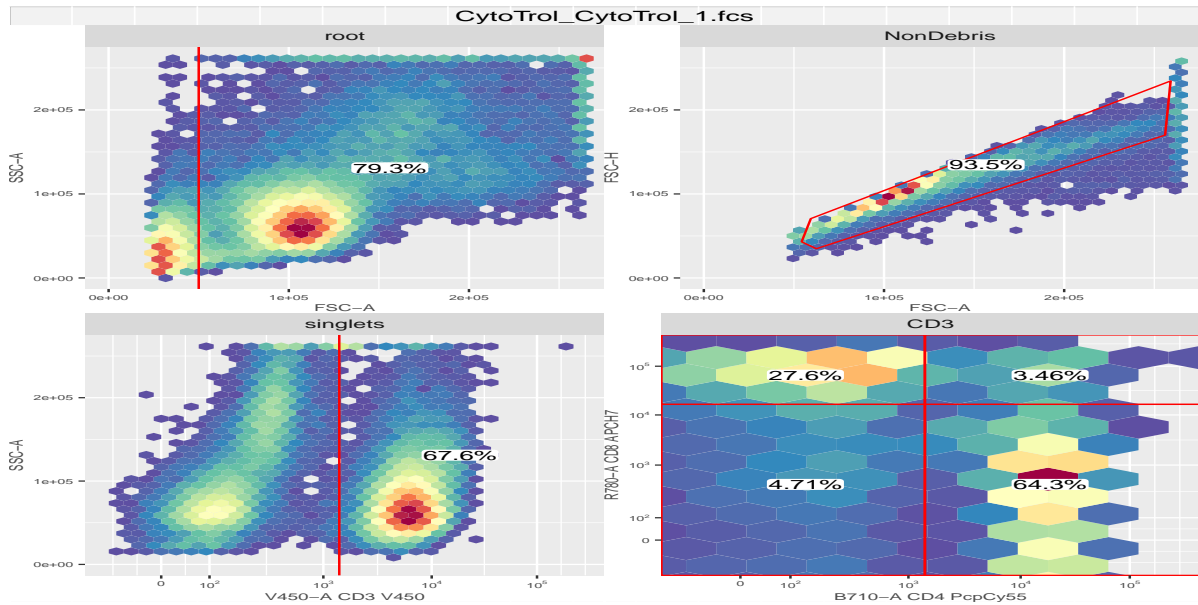 CytoTrol_CytoTrol_1.fcs
root
SSC-A
2e+05
1e+05
0e+00
79.3%
0e+00
1e+05
2e+05
FSC-A
NonDebris
FSC-H
2e+05
1e+05
0e+00
93.5%
0e+00
1e+05
2e+05
FSC-A
singlets
SSC-A
2e+05
1e+05
0e+00
67.6%
0
10²
10³
10⁴
10⁵
V450-A CD3 V450
CD3
R780-A CD8 APCH7
10⁵
10⁴
10³
10²
0
27.6%
3.46%
4.71%
64.3%
0
10³
10⁴
10⁵
B710-A CD4 PcpCy55